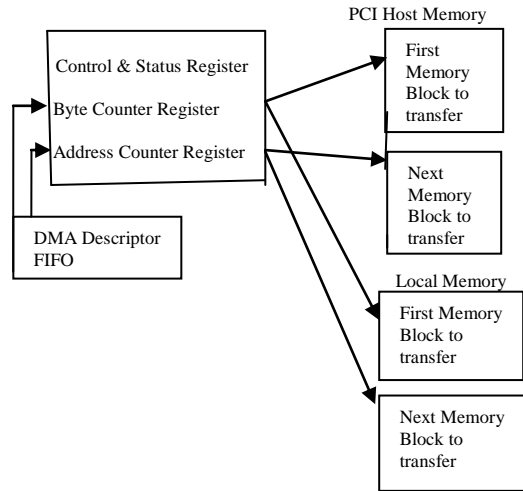 PCI Host Memory
Control & Status Register
Byte Counter Register
Address Counter Register
DMA Descriptor
FIFO
First
Memory
Block to
transfer
Next
Memory
Block to
transfer
Local Memory
First Memory
Block to
transfer
Next Memory
Block to
transfer